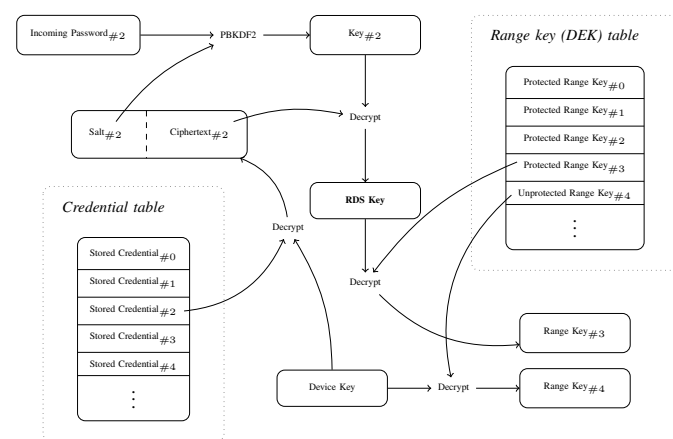 Incoming Password#2
PBKDF2
Key#2
Range key (DEK) table
Protected Range Key#0
Protected Range Key#1
Protected Range Key#2
Protected Range Key#3
Unprotected Range Key#4
⋮
Decrypt
Salt#2
Ciphertext#2
RDS Key
Credential table
Decrypt
Stored Credential#0
Stored Credential#1
Stored Credential#2
Stored Credential#3
Stored Credential#4
⋮
Decrypt
Range Key#3
Device Key
Decrypt
Range Key#4